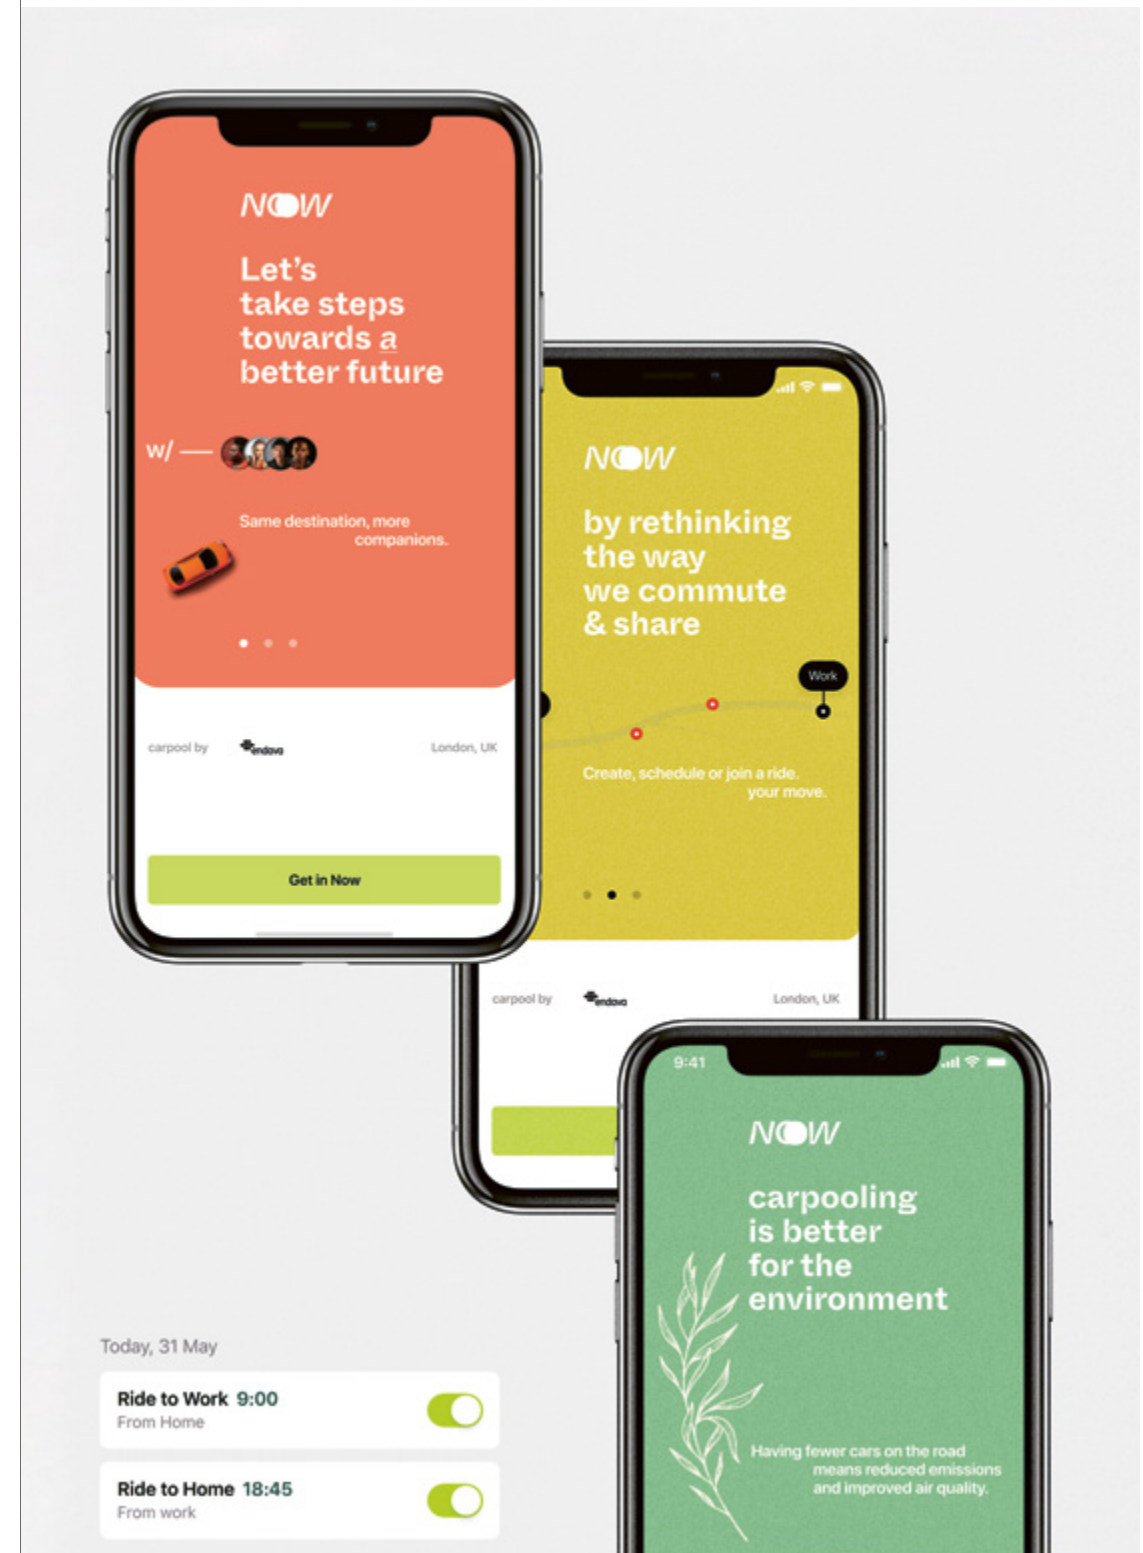 NOW
Let's
take steps
towards a
better future
w/ —
Same destination, more
companions.
carpool by endava London, UK
Get in Now
NOW
by rethinking
the way
we commute
& share
Work
Create, schedule or join a ride.
your move.
carpool by endava London, UK
9:41
NOW
carpooling
is better
for the
environment
Having fewer cars on the road
means reduced emissions
and improved air quality.
Today, 31 May
Ride to Work 9:00
From Home
Ride to Home 18:45
From work